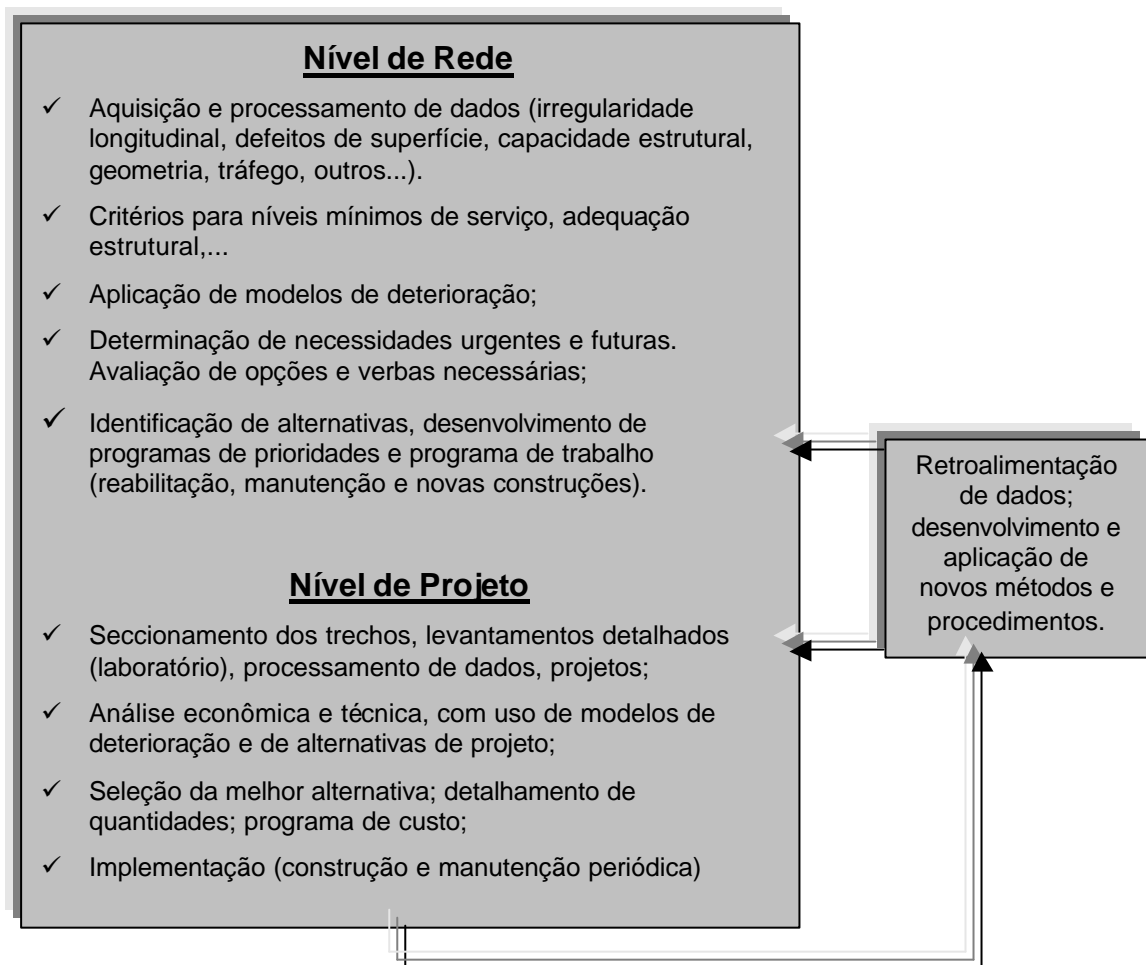 Nível de Rede
✓ Aquisição e processamento de dados (irregularidade
longitudinal, defeitos de superfície, capacidade estrutural,
geometria, tráfego, outros...).
✓ Critérios para níveis mínimos de serviço, adequação
estrutural,...
✓ Aplicação de modelos de deterioração;
✓ Determinação de necessidades urgentes e futuras.
Avaliação de opções e verbas necessárias;
✓ Identificação de alternativas, desenvolvimento de
programas de prioridades e programa de trabalho
(reabilitação, manutenção e novas construções).
Nível de Projeto
✓ Seccionamento dos trechos, levantamentos detalhados
(laboratório), processamento de dados, projetos;
✓ Análise econômica e técnica, com uso de modelos de
deterioração e de alternativas de projeto;
✓ Seleção da melhor alternativa; detalhamento de
quantidades; programa de custo;
✓ Implementação (construção e manutenção periódica)
Retroalimentação
de dados;
desenvolvimento e
aplicação de
novos métodos e
procedimentos.